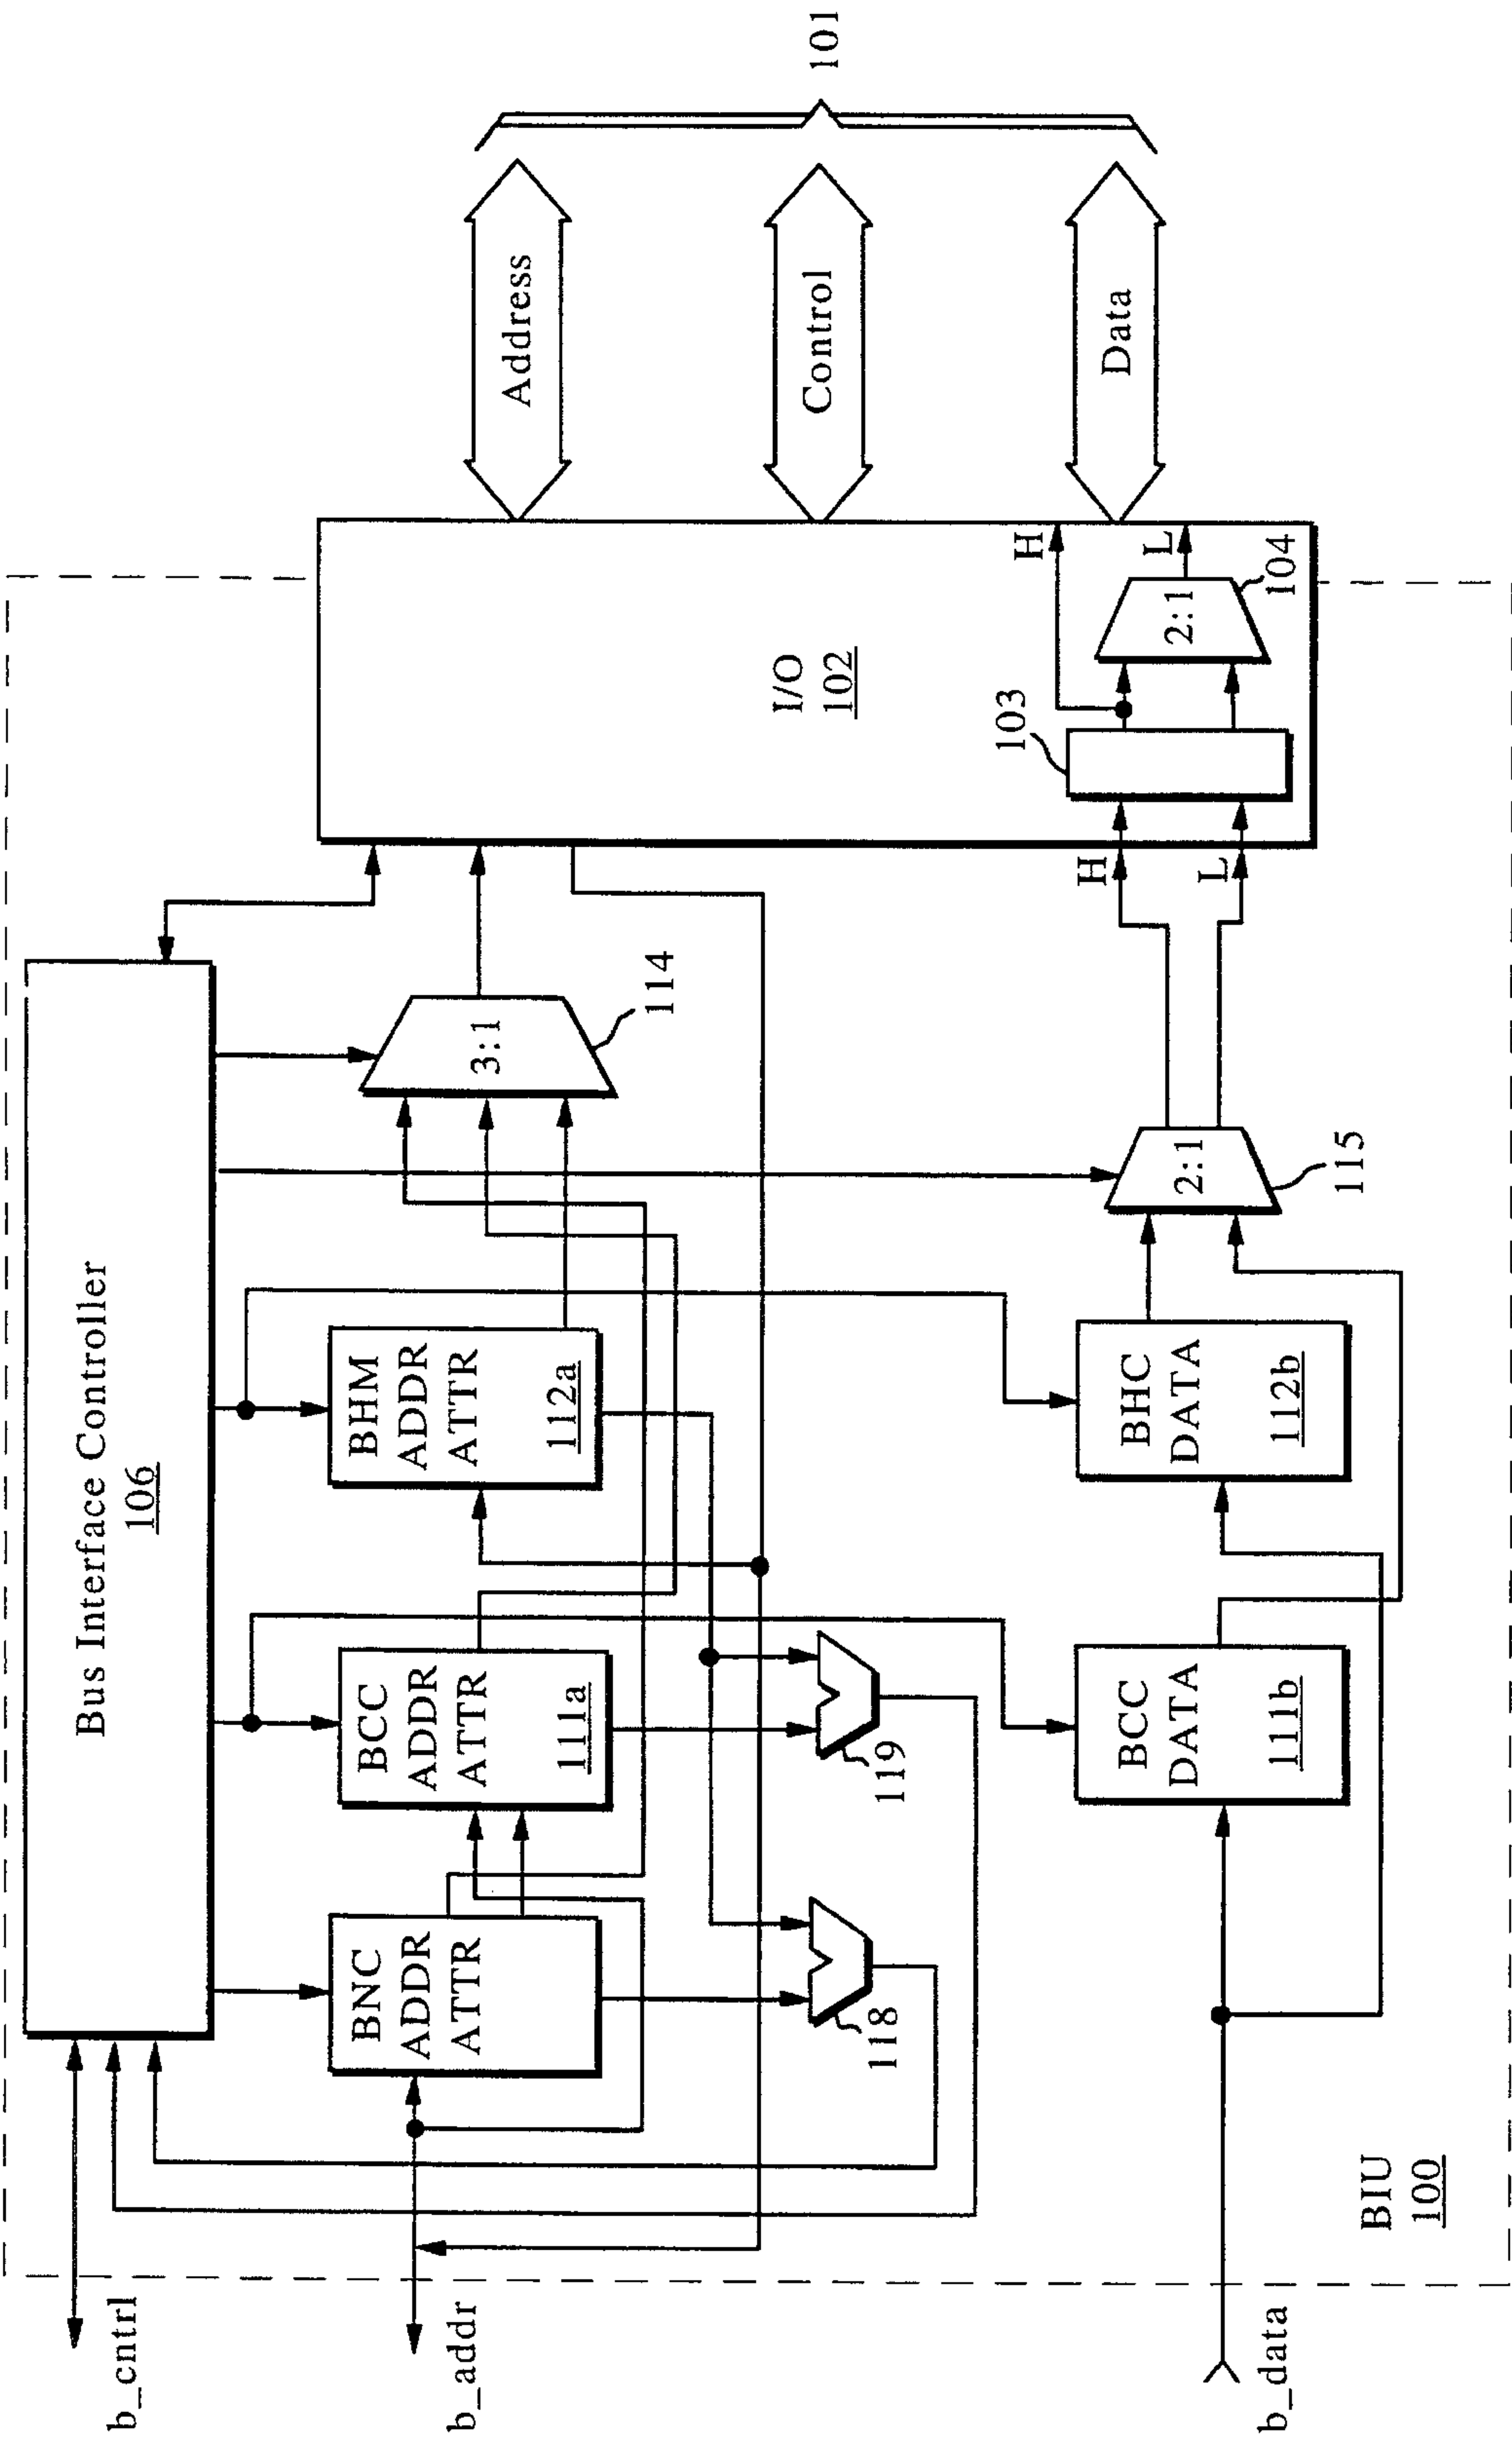 b_cntrl
b_addr
b_data
BIU
100
Bus Interface Controller
106
BNC
ADDR
ATTR
BCC
ADDR
ATTR
111a
BHM
ADDR
ATTR
112a
118
119
3:1
114
BCC
DATA
111b
BHC
DATA
112b
2:1
115
H
L
I/O
102
103
2:1
104
H
L
Address
Control
Data
101